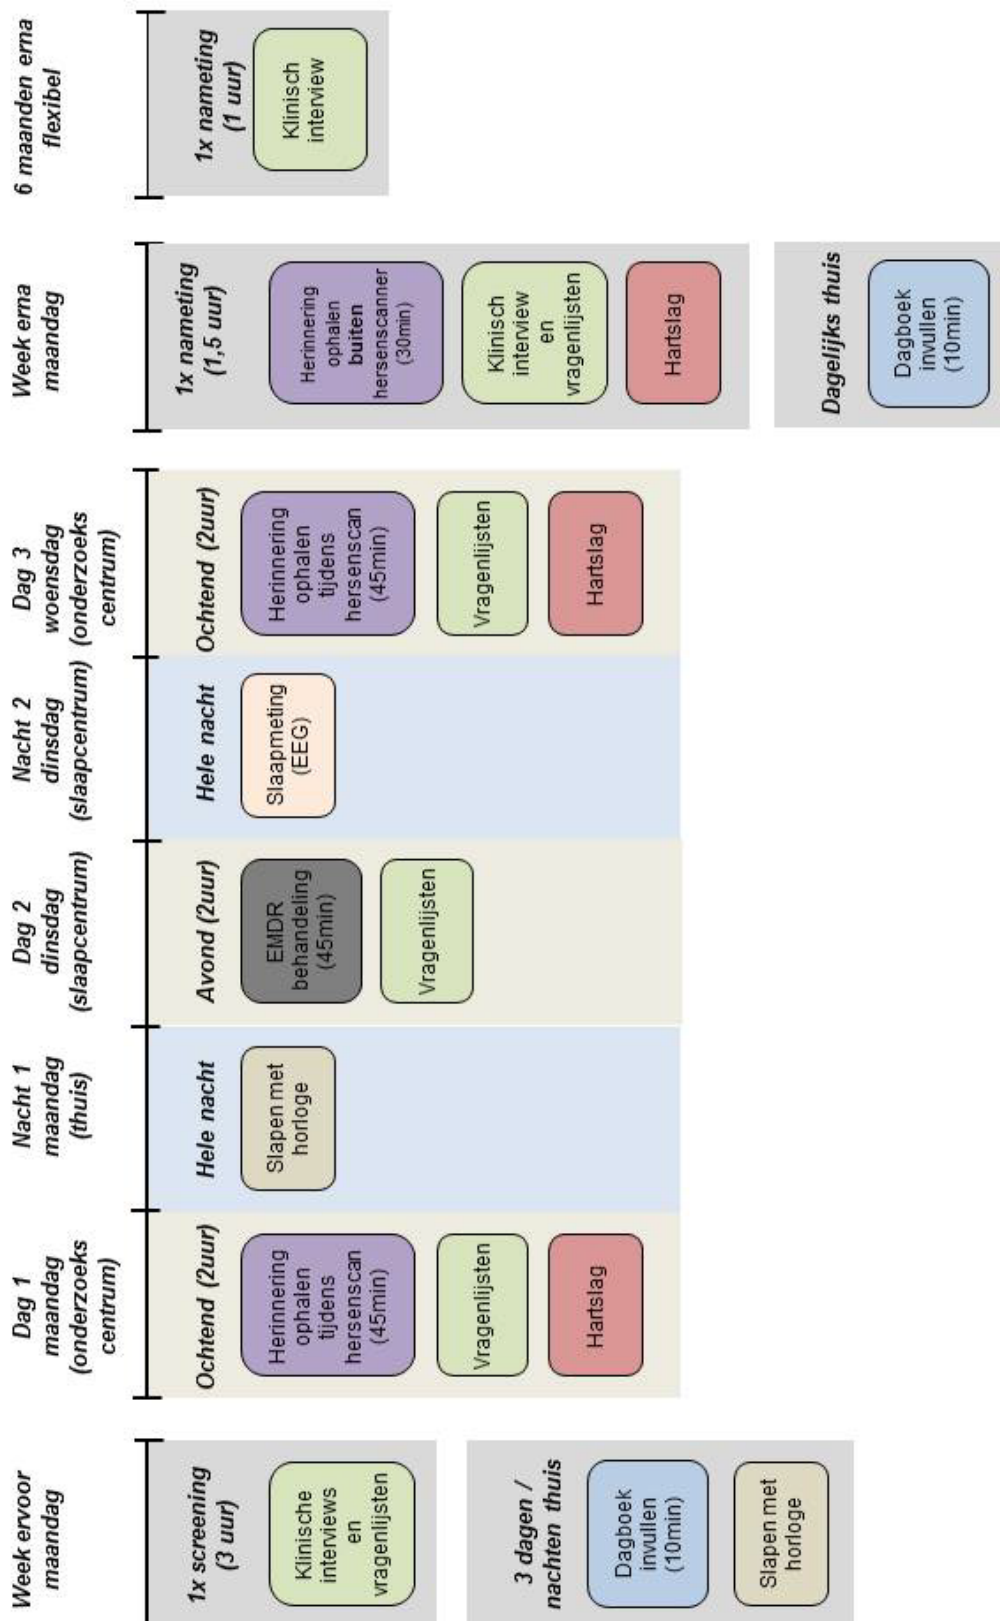 Week ervoor
maandag
1x screening
(3 uur)
Klinische
interviews
en
vragenlijsten
3 dagen /
nachten thuis
Dagboek
invullen
(10min)
Slapen met
horloge
Dag 1
maandag
(onderzoeks
centrum)
Ochtend (2uur)
Herinnering
ophalen
tijdens
hersenscan
(45min)
Vragenlijsten
Hartslag
Nacht 1
maandag
(thuis)
Hele nacht
Slapen met
horloge
Dag 2
dinsdag
(slaapcentrum)
Avond (2uur)
EMDR
behandeling
(45min)
Vragenlijsten
Nacht 2
dinsdag
(slaapcentrum)
Hele nacht
Slaapmeting
(EEG)
Dag 3
woensdag
(onderzoeks
centrum)
Ochtend (2uur)
Herinnering
ophalen
tijdens
hersenscan
(45min)
Vragenlijsten
Hartslag
Week erna
maandag
1x nameting
(1,5 uur)
Herinnering
ophalen
buiten
hersenscanner
(30min)
Klinisch
interview
en
vragenlijsten
Hartslag
Dagelijks thuis
Dagboek
invullen
(10min)
6 maanden erna
flexibel
1x nameting
(1 uur)
Klinisch
interview